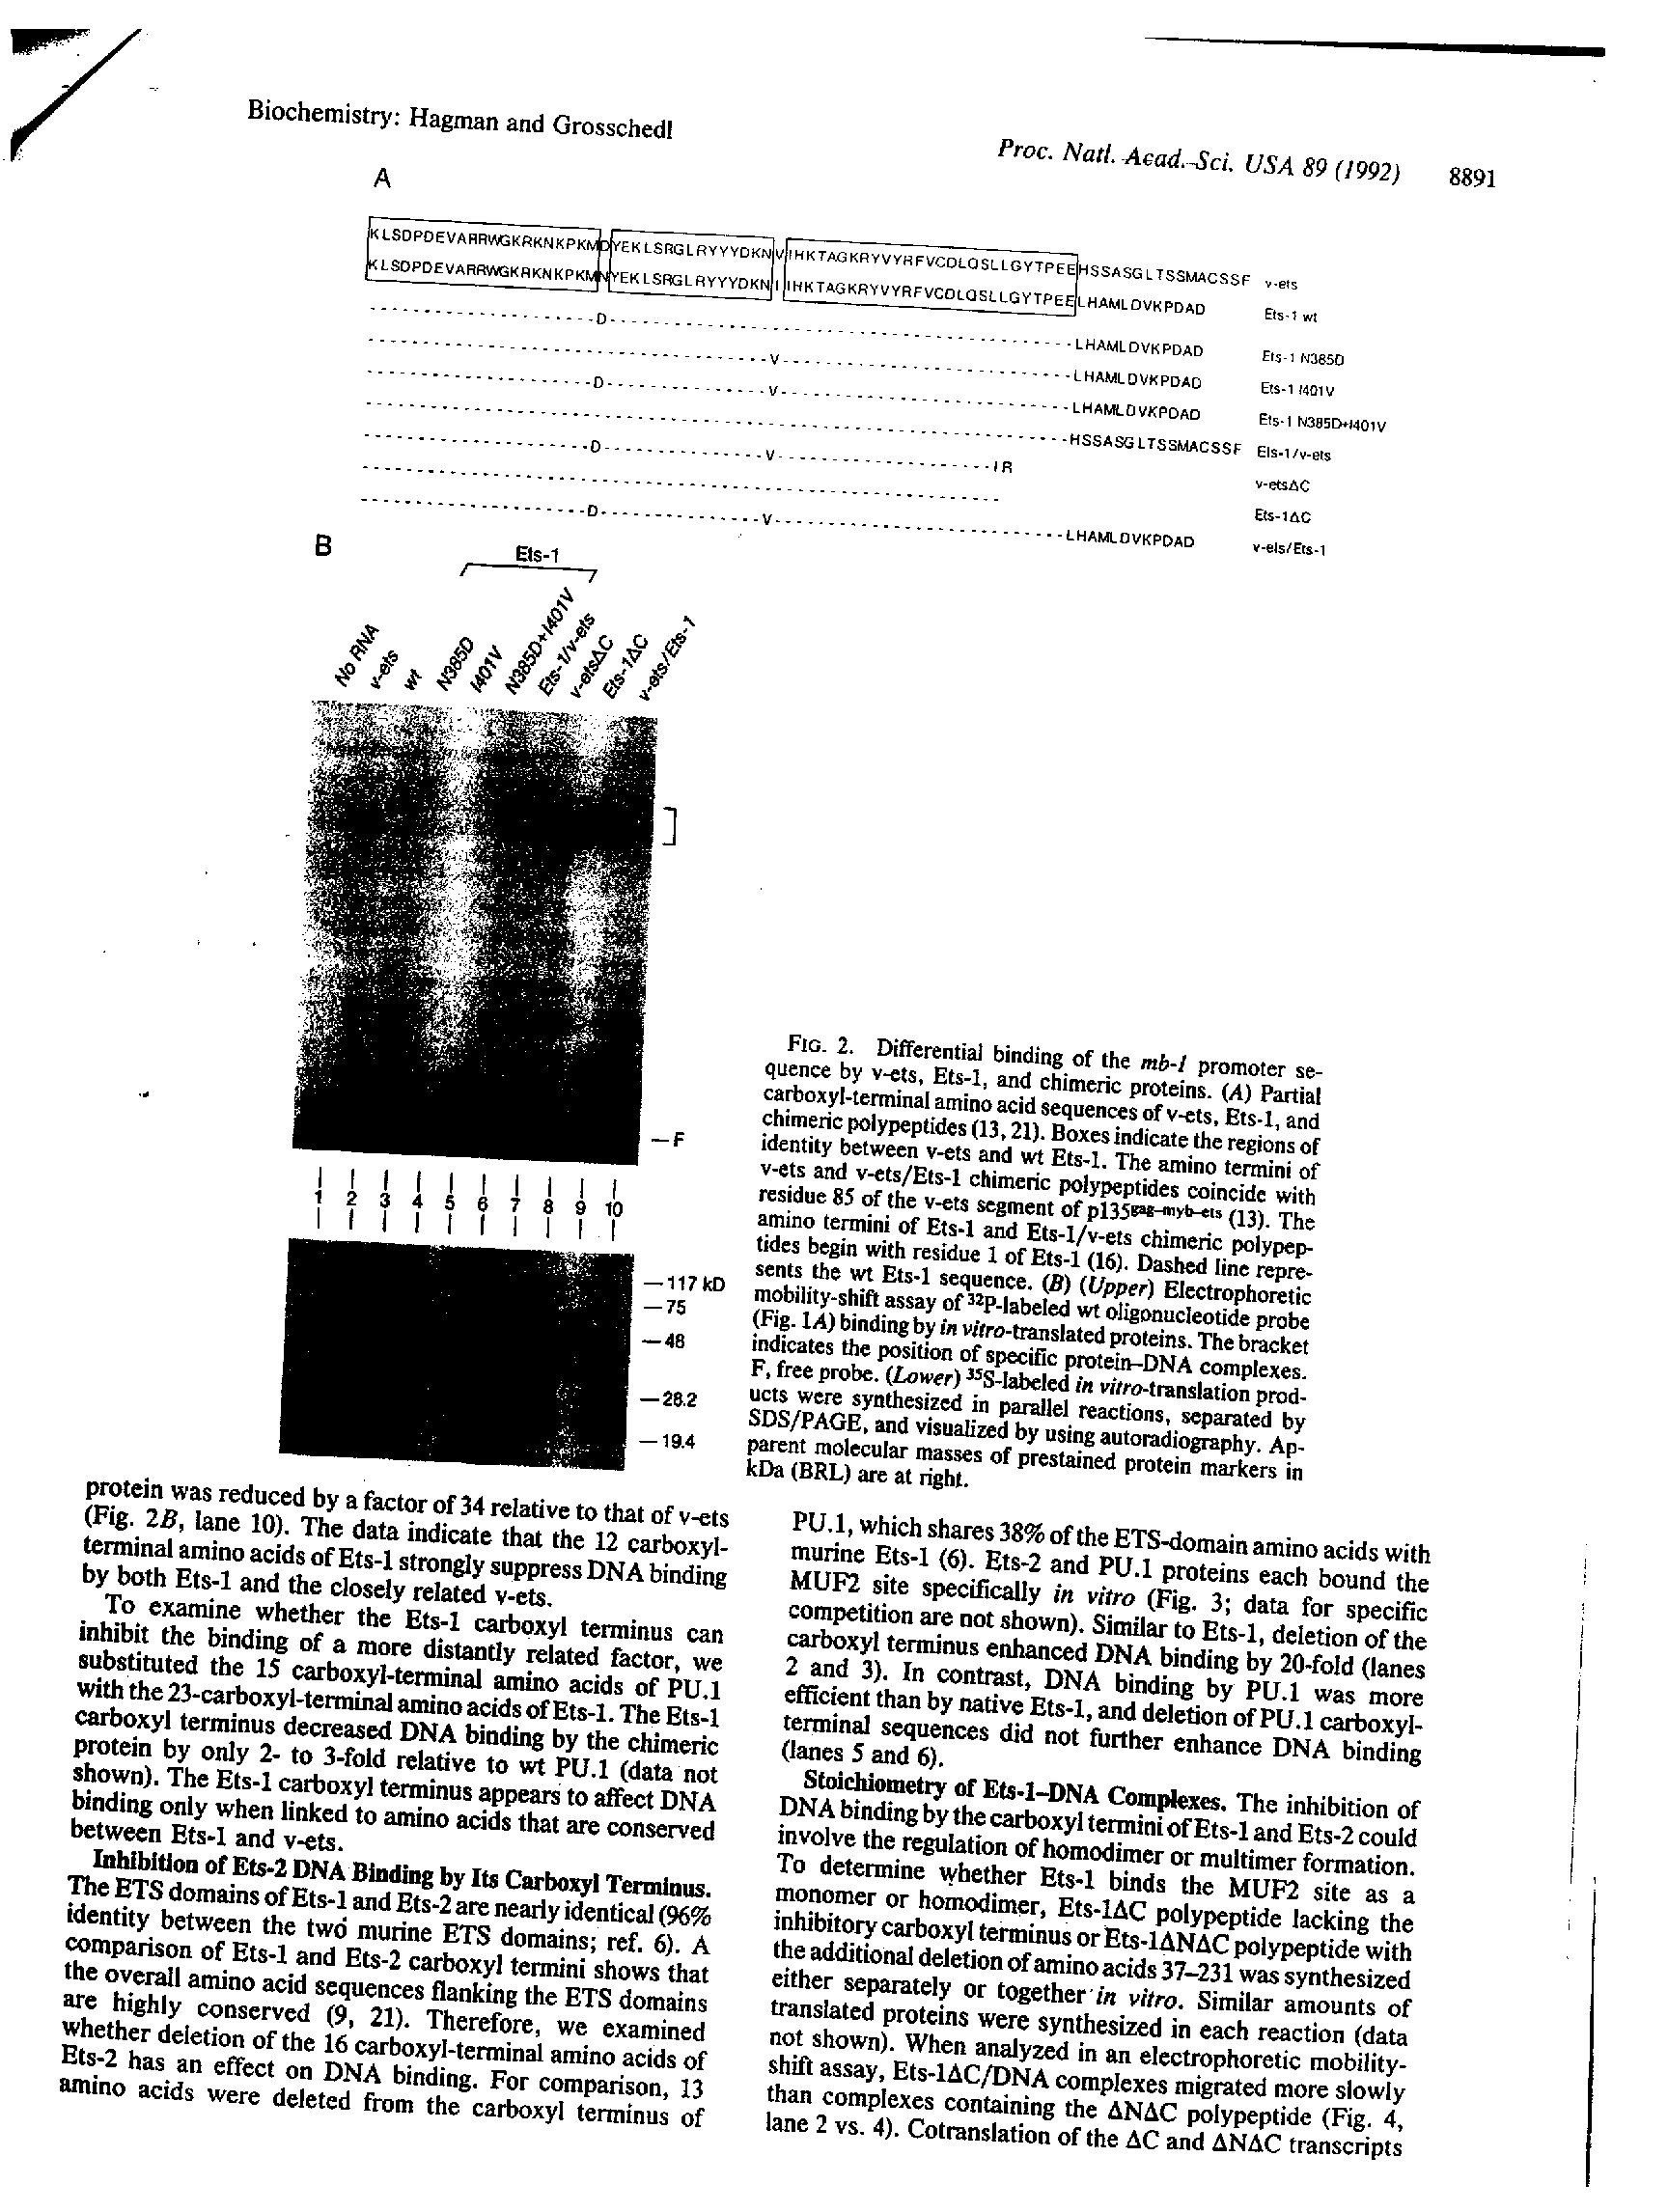 Biochemistry: Hagman and Grosschedl
Proc. Natl. Acad. Sci. USA 89 (1992) 8891
A
KLSDPDEVARRWGKRKNKPKMDYEKLSRGLRYYYDKNVIHKTAGKRYVYRFVCDLQSLLGYTPEEHSSASGLTSSMACSSF v-ets
KLSDPDEVARRWGKRKNKPKMNYEKLSRGLRYYYDKNIIHKTAGKRYVYRFVCDLQSLLGYTPEELHAMLDVKPDAD Ets-1 wt
--------------------D----------------------------------------LHAMLDVKPDAD Ets-1 N385D
------------------------------------V------------------------LHAMLDVKPDAD Ets-1 I401V
--------------------D---------------V------------------------LHAMLDVKPDAD Ets-1 N385D+I401V
-------------------------------------------------------------HSSASGLTSSMACSSF Ets-1/v-ets
--------------------D---------------V-------------------IR v-etsΔC
-------------------------------------------------------- Ets-1ΔC
--------------------D---------------V------------------------LHAMLDVKPDAD v-ets/Ets-1
B
Ets-1
No RNA
v-ets
wt
N385D
I401V
N385D+I401V
Ets-1/v-ets
v-etsΔC
Ets-1ΔC
v-ets/Ets-1
F
1 2 3 4 5 6 7 8 9 10
117 kD
75
48
28.2
19.4
FIG. 2. Differential binding of the mb-1 promoter se-
quence by v-ets, Ets-1, and chimeric proteins. (A) Partial
carboxyl-terminal amino acid sequences of v-ets, Ets-1, and
chimeric polypeptides (13, 21). Boxes indicate the regions of
identity between v-ets and wt Ets-1. The amino termini of
v-ets and v-ets/Ets-1 chimeric polypeptides coincide with
residue 85 of the v-ets segment of p135gag-myb-ets (13). The
amino termini of Ets-1 and Ets-1/v-ets chimeric polypep-
tides begin with residue 1 of Ets-1 (16). Dashed line repre-
sents the wt Ets-1 sequence. (B) (Upper) Electrophoretic
mobility-shift assay of 32P-labeled wt oligonucleotide probe
(Fig. 1A) binding by in vitro-translated proteins. The bracket
indicates the position of specific protein–DNA complexes.
F, free probe. (Lower) 35S-labeled in vitro-translation prod-
ucts were synthesized in parallel reactions, separated by
SDS/PAGE, and visualized by using autoradiography. Ap-
parent molecular masses of prestained protein markers in
kDa (BRL) are at right.
protein was reduced by a factor of 34 relative to that of v-ets
(Fig. 2B, lane 10). The data indicate that the 12 carboxyl-
terminal amino acids of Ets-1 strongly suppress DNA binding
by both Ets-1 and the closely related v-ets.
To examine whether the Ets-1 carboxyl terminus can
inhibit the binding of a more distantly related factor, we
substituted the 15 carboxyl-terminal amino acids of PU.1
with the 23-carboxyl-terminal amino acids of Ets-1. The Ets-1
carboxyl terminus decreased DNA binding by the chimeric
protein by only 2- to 3-fold relative to wt PU.1 (data not
shown). The Ets-1 carboxyl terminus appears to affect DNA
binding only when linked to amino acids that are conserved
between Ets-1 and v-ets.
Inhibition of Ets-2 DNA Binding by Its Carboxyl Terminus.
The ETS domains of Ets-1 and Ets-2 are nearly identical (96%
identity between the two murine ETS domains; ref. 6). A
comparison of Ets-1 and Ets-2 carboxyl termini shows that
the overall amino acid sequences flanking the ETS domains
are highly conserved (9, 21). Therefore, we examined
whether deletion of the 16 carboxyl-terminal amino acids of
Ets-2 has an effect on DNA binding. For comparison, 13
amino acids were deleted from the carboxyl terminus of
PU.1, which shares 38% of the ETS-domain amino acids with
murine Ets-1 (6). Ets-2 and PU.1 proteins each bound the
MUF2 site specifically in vitro (Fig. 3; data for specific
competition are not shown). Similar to Ets-1, deletion of the
carboxyl terminus enhanced DNA binding by 20-fold (lanes
2 and 3). In contrast, DNA binding by PU.1 was more
efficient than by native Ets-1, and deletion of PU.1 carboxyl-
terminal sequences did not further enhance DNA binding
(lanes 5 and 6).
Stoichiometry of Ets-1–DNA Complexes. The inhibition of
DNA binding by the carboxyl termini of Ets-1 and Ets-2 could
involve the regulation of homodimer or multimer formation.
To determine whether Ets-1 binds the MUF2 site as a
monomer or homodimer, Ets-1ΔC polypeptide lacking the
inhibitory carboxyl terminus or Ets-1ΔNΔC polypeptide with
the additional deletion of amino acids 37–231 was synthesized
either separately or together in vitro. Similar amounts of
translated proteins were synthesized in each reaction (data
not shown). When analyzed in an electrophoretic mobility-
shift assay, Ets-1ΔC/DNA complexes migrated more slowly
than complexes containing the ΔNΔC polypeptide (Fig. 4,
lane 2 vs. 4). Cotranslation of the ΔC and ΔNΔC transcripts